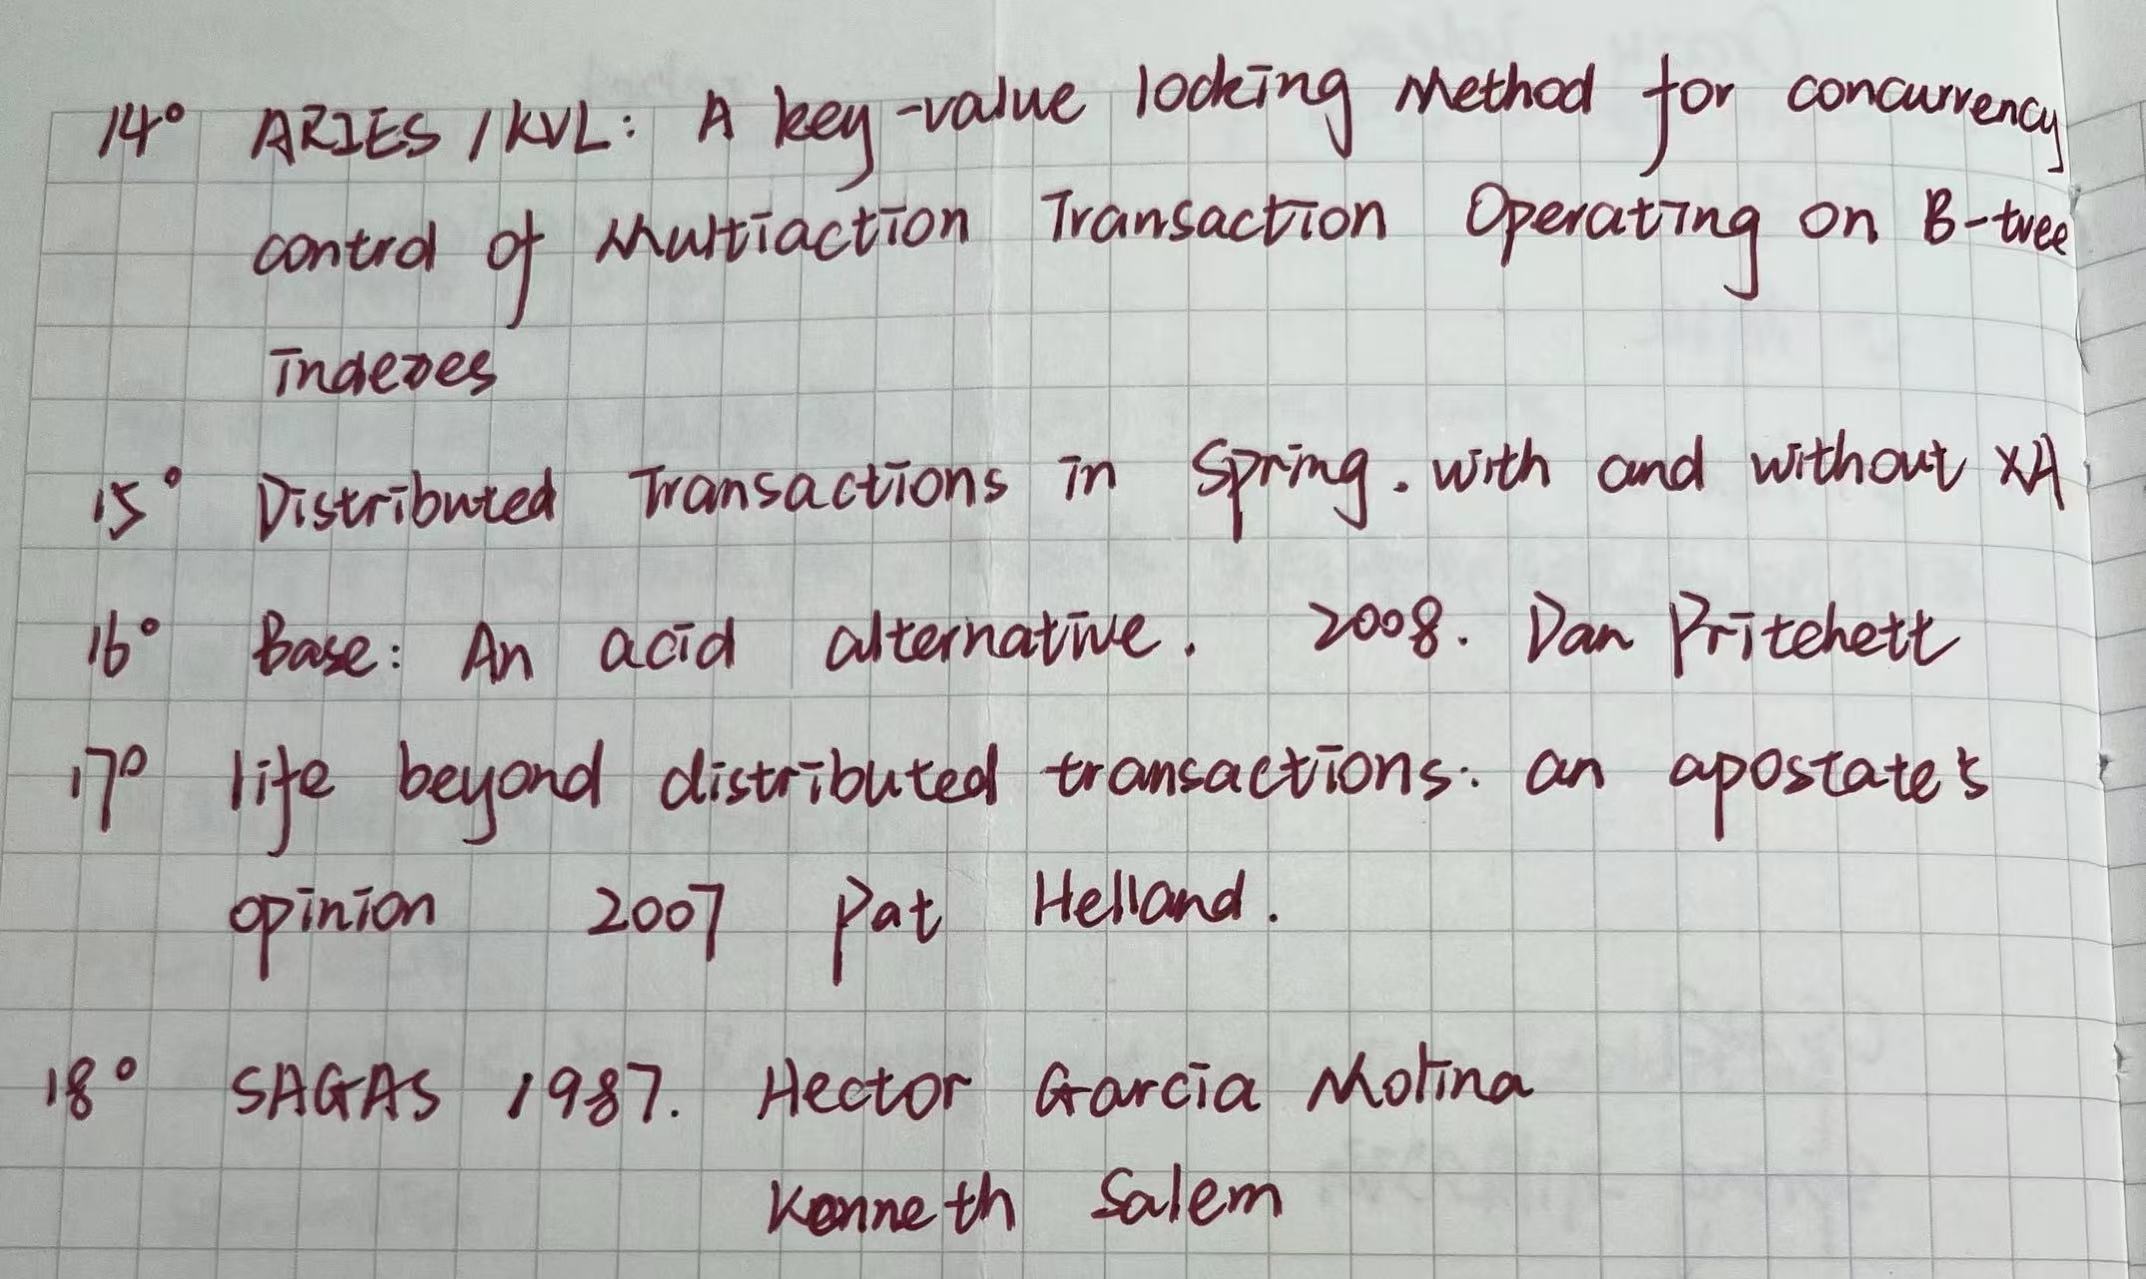 14° ARIES / KVL: A key-value locking Method for concurrency
control of Multiaction Transaction Operating on B-tree
indexes
15° Distributed Transactions in Spring. with and without XA
16° Base: An acid alternative. 2008. Dan Pritchett
17° life beyond distributed transactions: an apostate's
opinion 2007 Pat Helland.
18° SAGAS 1987. Hector Garcia Molina
Kenneth Salem